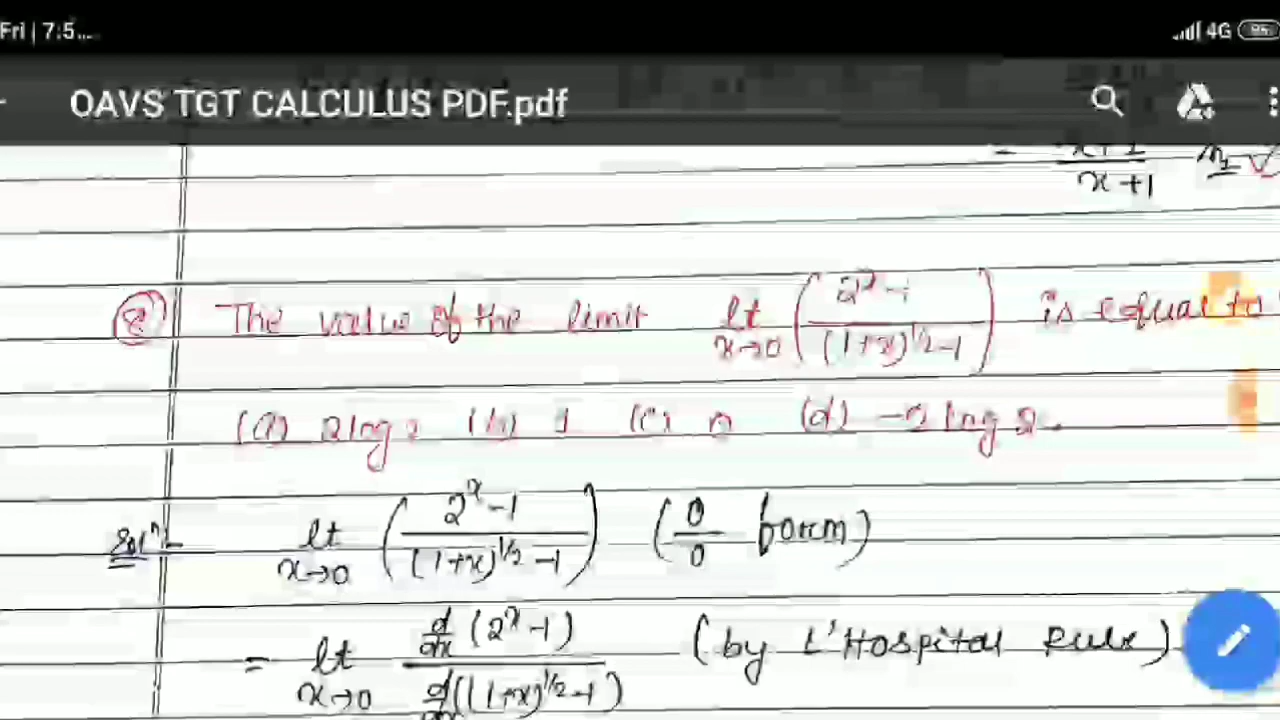 Fri | 7:5... 4G 95
OAVS TGT CALCULUS PDF.pdf
x+1
(8) The value of the limit lt x→0 ((2^x-1)/((1+x)^1/2-1)) is equal to
(a) 2log2 (b) 1 (c) 0 (d) -2log2.
Sol^n:- lt x→0 ((2^x-1)/((1+x)^1/2-1)) (0/0 form)
= lt x→0 (d/dx (2^x-1))/(d/dx((1+x)^1/2-1)) (by L'Hospital Rule)